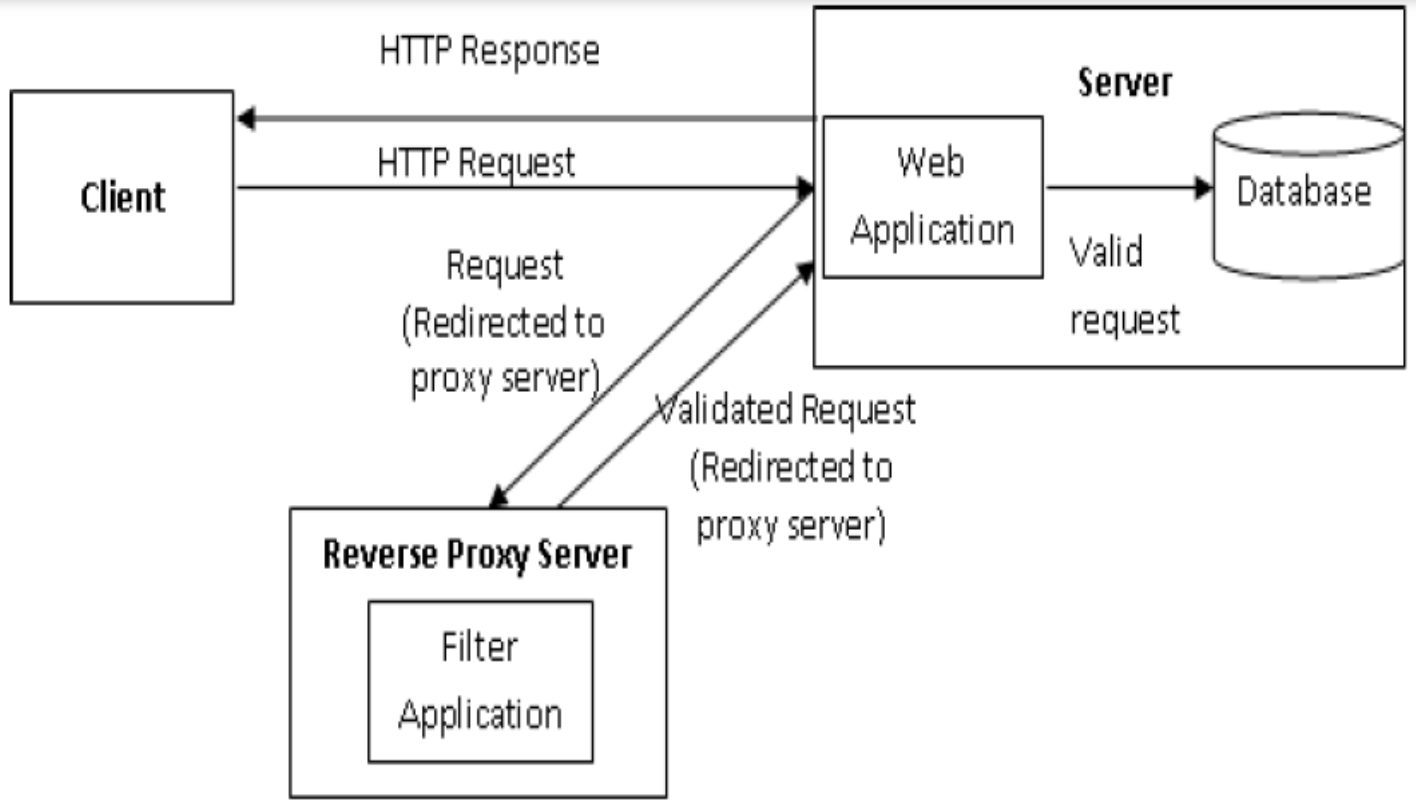 HTTP Response
Server
Client
HTTP Request
Web
Application
Database
Valid
request
Request
(Redirected to
proxy server)
Validated Request
(Redirected to
proxy server)
Reverse Proxy Server
Filter
Application